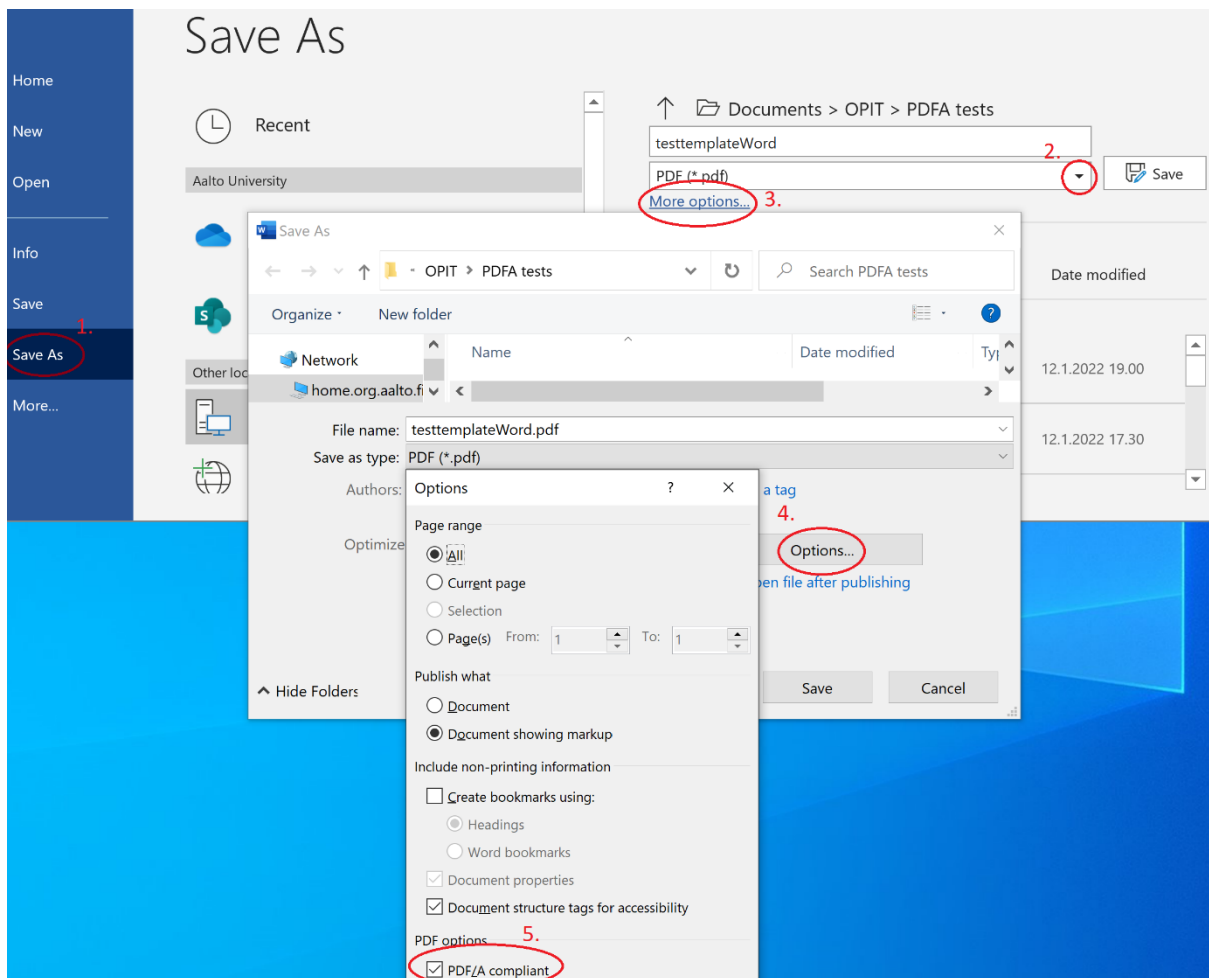 Save As
Home
New
Open
Info
Save
1.
Save As
More...
Recent
Aalto University
Other loc
Documents > OPIT > PDFA tests
testtemplateWord
2.
PDF (*.pdf)
Save
More options...
3.
Date modified
12.1.2022 19.00
12.1.2022 17.30
Save As
OPIT > PDFA tests
Search PDFA tests
Organize
New folder
?
Name
Date modified
Typ
Network
home.org.aalto.fi
File name: testtemplateWord.pdf
Save as type: PDF (*.pdf)
Authors:
a tag
4.
Optimize
Options...
pen file after publishing
Hide Folders
Save
Cancel
Options
?
Page range
All
Current page
Selection
Page(s) From: 1 To: 1
Publish what
Document
Document showing markup
Include non-printing information
Create bookmarks using:
Headings
Word bookmarks
Document properties
Document structure tags for accessibility
PDF options
5.
PDF/A compliant